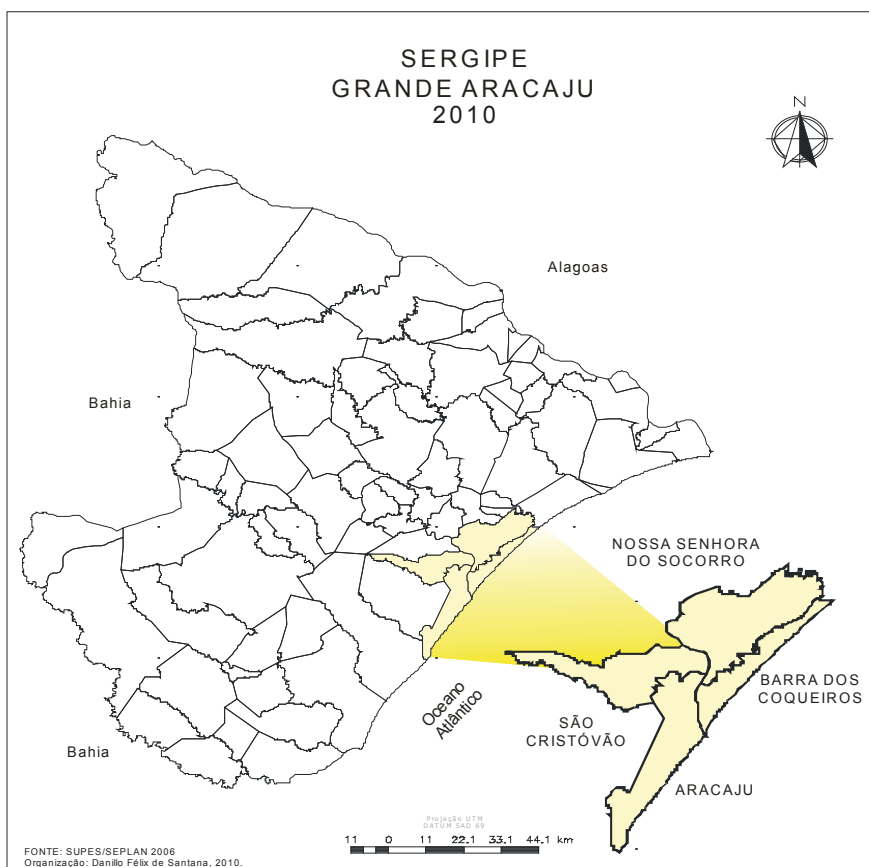 SERGIPE
GRANDE ARACAJU
2010
N
Alagoas
Bahia
NOSSA SENHORA
DO SOCORRO
BARRA DOS
COQUEIROS
Oceano
Atlântico
SÃO
CRISTÓVÃO
Bahia
ARACAJU
Projeção UTM
DATUM SAD 69
11 0 11 22.1 33.1 44.1 km
FONTE: SUPES/SEPLAN 2006
Organização: Danillo Félix de Santana, 2010.